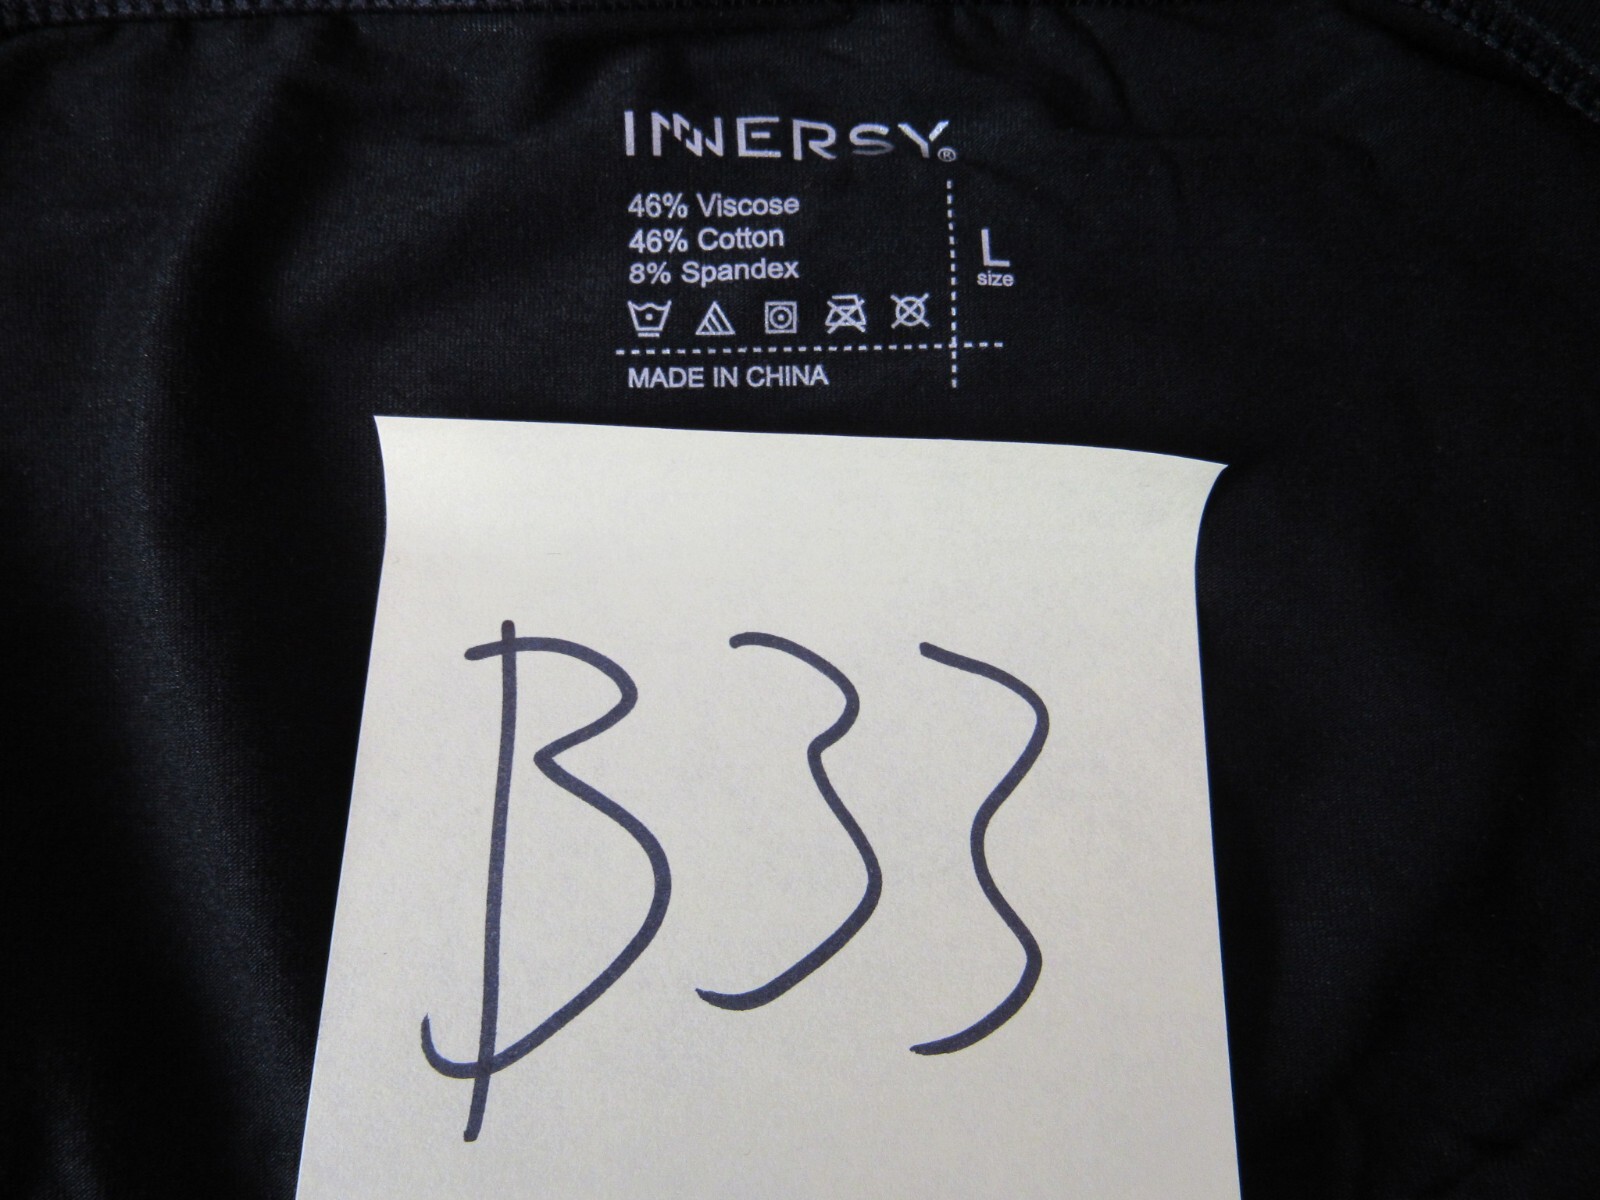 INNERSY®
46% Viscose
46% Cotton
8% Spandex
L
size
MADE IN CHINA
B33